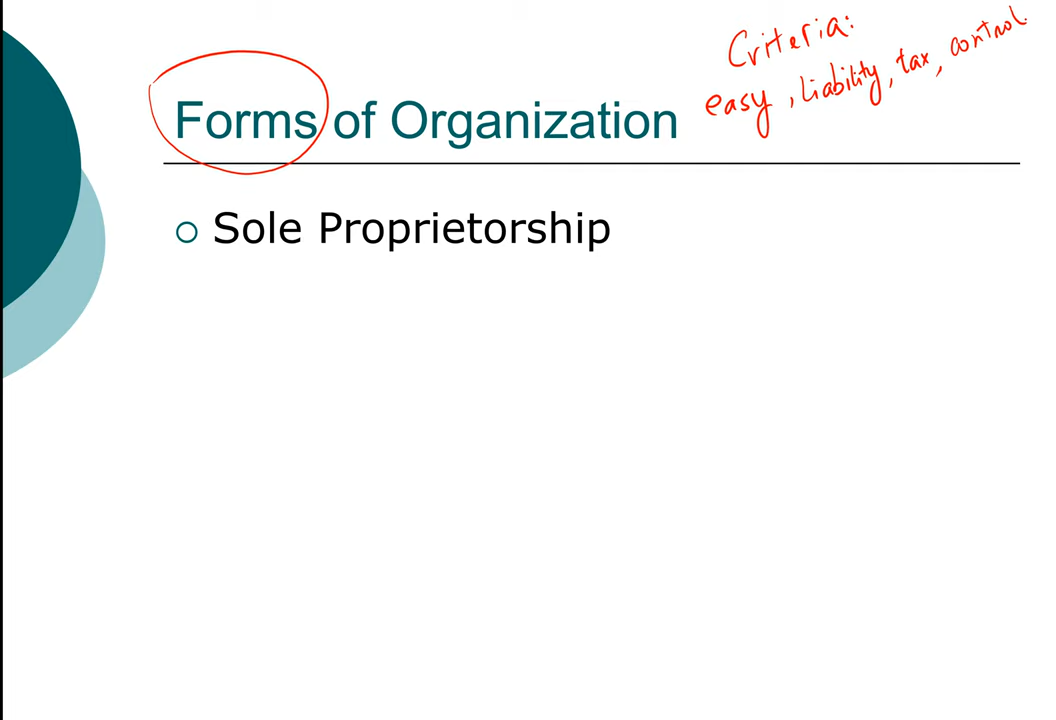 Criteria:
easy, liability, tax, control.
Forms of Organization
Sole Proprietorship